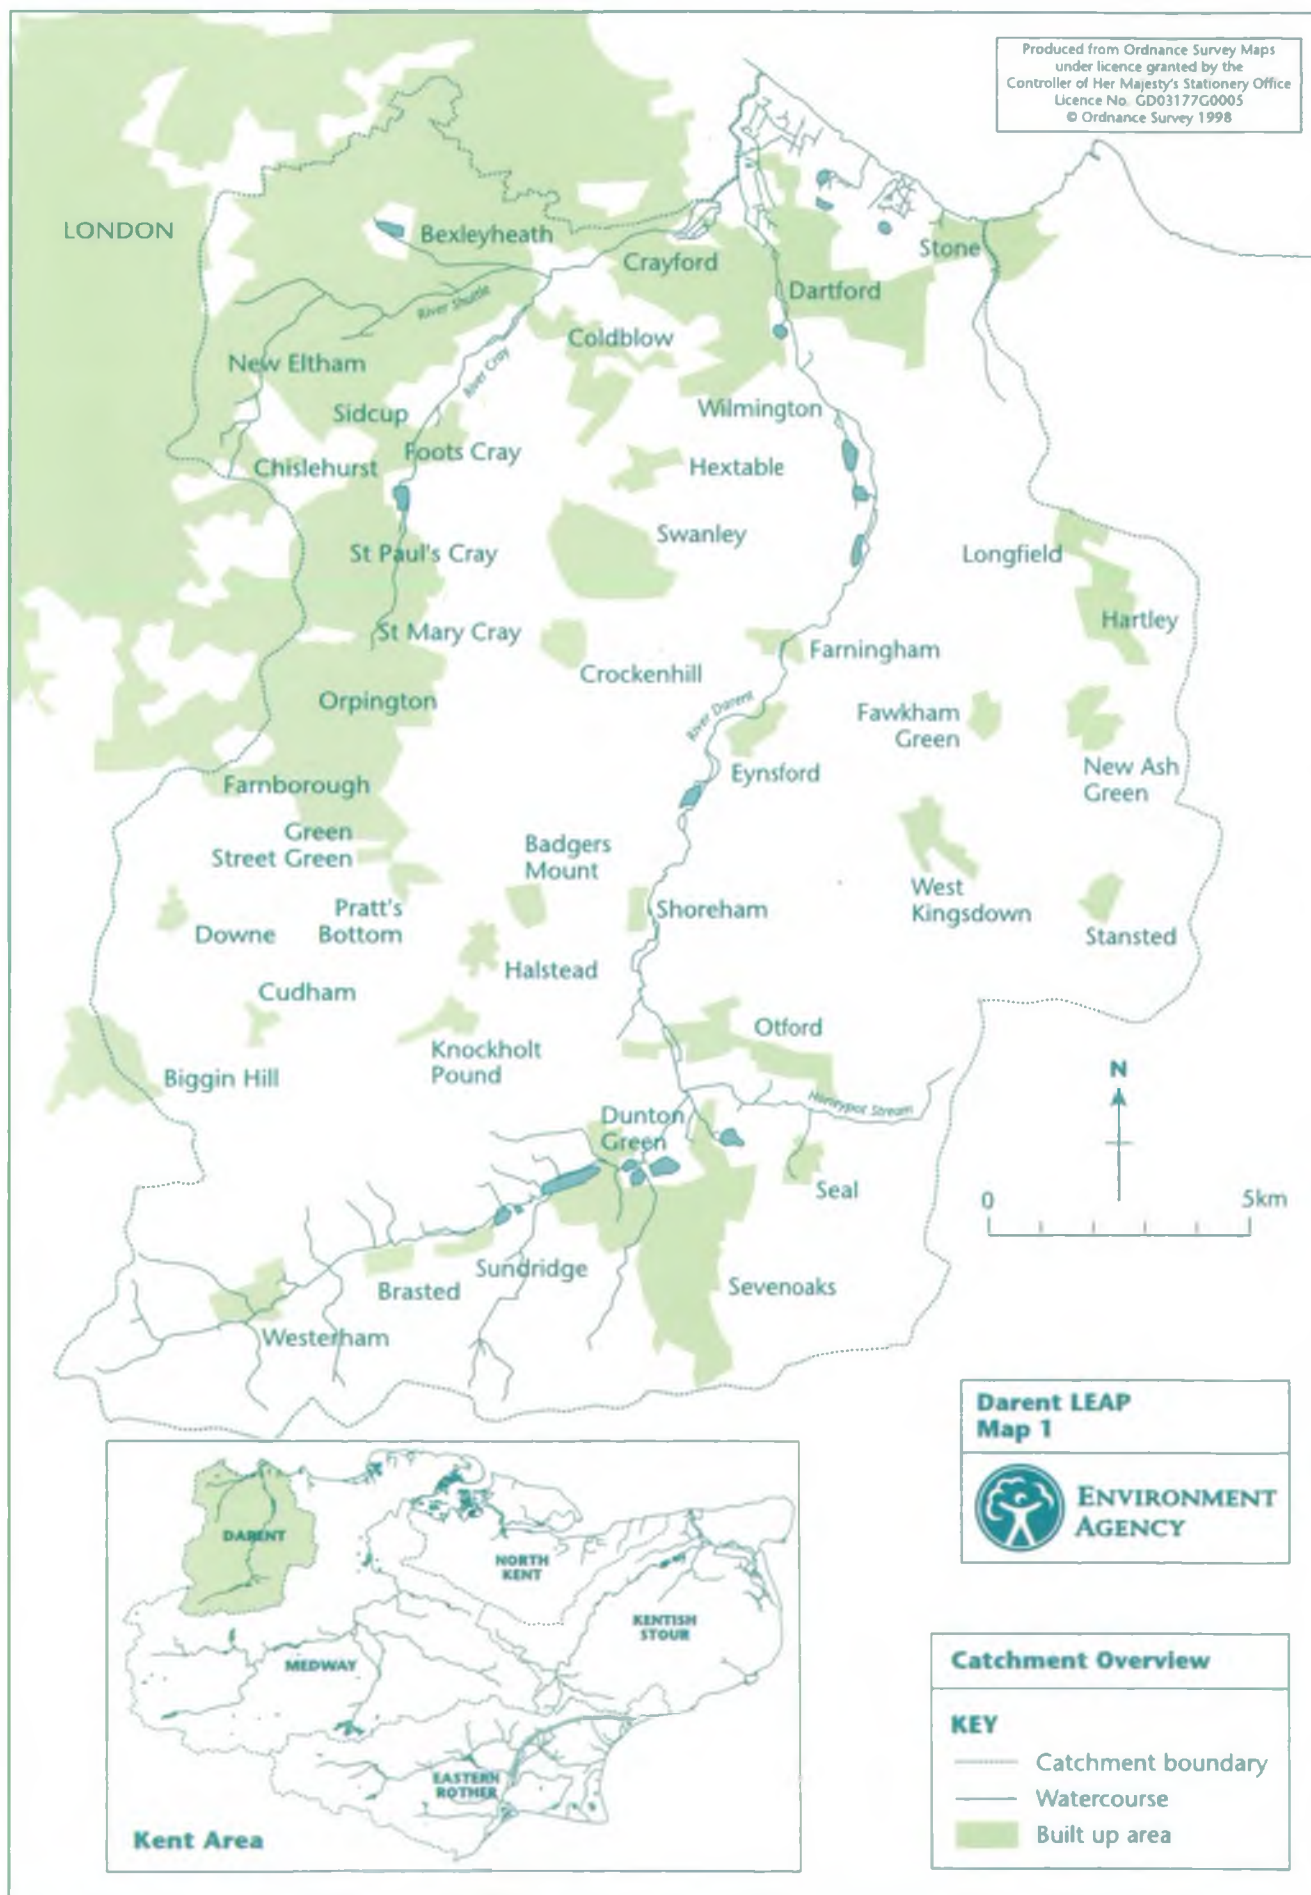 Produced from Ordnance Survey Maps
under licence granted by the
Controller of Her Majesty's Stationery Office
Licence No. GD03177G0005
© Ordnance Survey 1998
LONDON
Bexleyheath
Crayford
Stone
Dartford
River Shuttle
Coldblow
New Eltham
River Cray
Sidcup
Wilmington
Foots Cray
Chislehurst
Hextable
Swanley
St Paul's Cray
Longfield
Hartley
St Mary Cray
Farningham
Crockenhill
Orpington
River Darent
Fawkham
Green
Eynsford
New Ash
Green
Farnborough
Green
Street Green
Badgers
Mount
West
Kingsdown
Pratt's
Bottom
Shoreham
Downe
Stansted
Halstead
Cudham
Otford
Knockholt
Pound
Biggin Hill
N
Honeypot Stream
Dunton
Green
Seal
0 5km
Sundridge
Brasted
Sevenoaks
Westerham
Darent LEAP
Map 1
ENVIRONMENT
AGENCY
DARENT
NORTH
KENT
KENTISH
STOUR
MEDWAY
EASTERN
ROTHER
Kent Area
Catchment Overview
KEY
Catchment boundary
Watercourse
Built up area